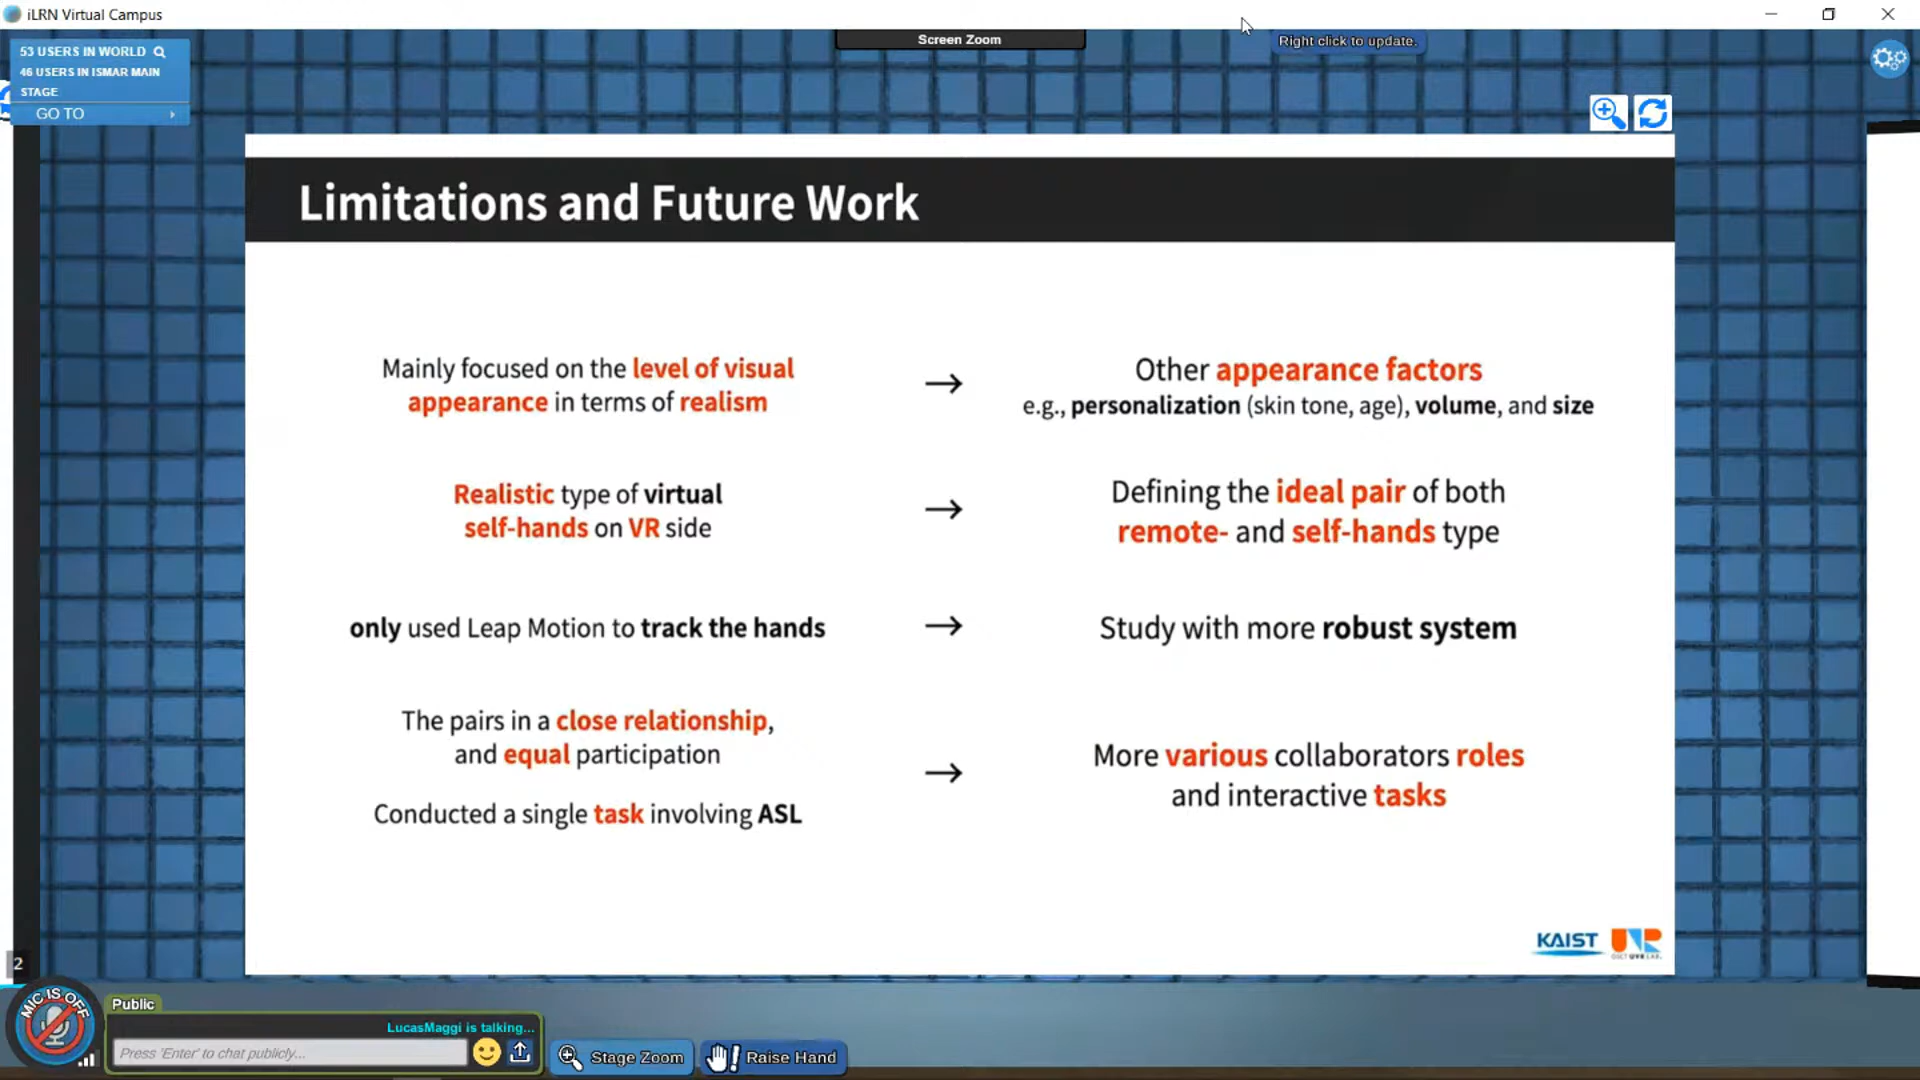 iLRN Virtual Campus
53 USERS IN WORLD
46 USERS IN ISMAR MAIN
STAGE
GO TO
Screen Zoom
Right click to update.
Limitations and Future Work
Mainly focused on the level of visual
appearance in terms of realism
→
Other appearance factors
e.g., personalization (skin tone, age), volume, and size
Realistic type of virtual
self-hands on VR side
→
Defining the ideal pair of both
remote- and self-hands type
only used Leap Motion to track the hands
→
Study with more robust system
The pairs in a close relationship,
and equal participation
Conducted a single task involving ASL
→
More various collaborators roles
and interactive tasks
KAIST
UVR
2
MIC IS OFF
Public
LucasMaggi is talking...
Press 'Enter' to chat publicly...
Stage Zoom
Raise Hand